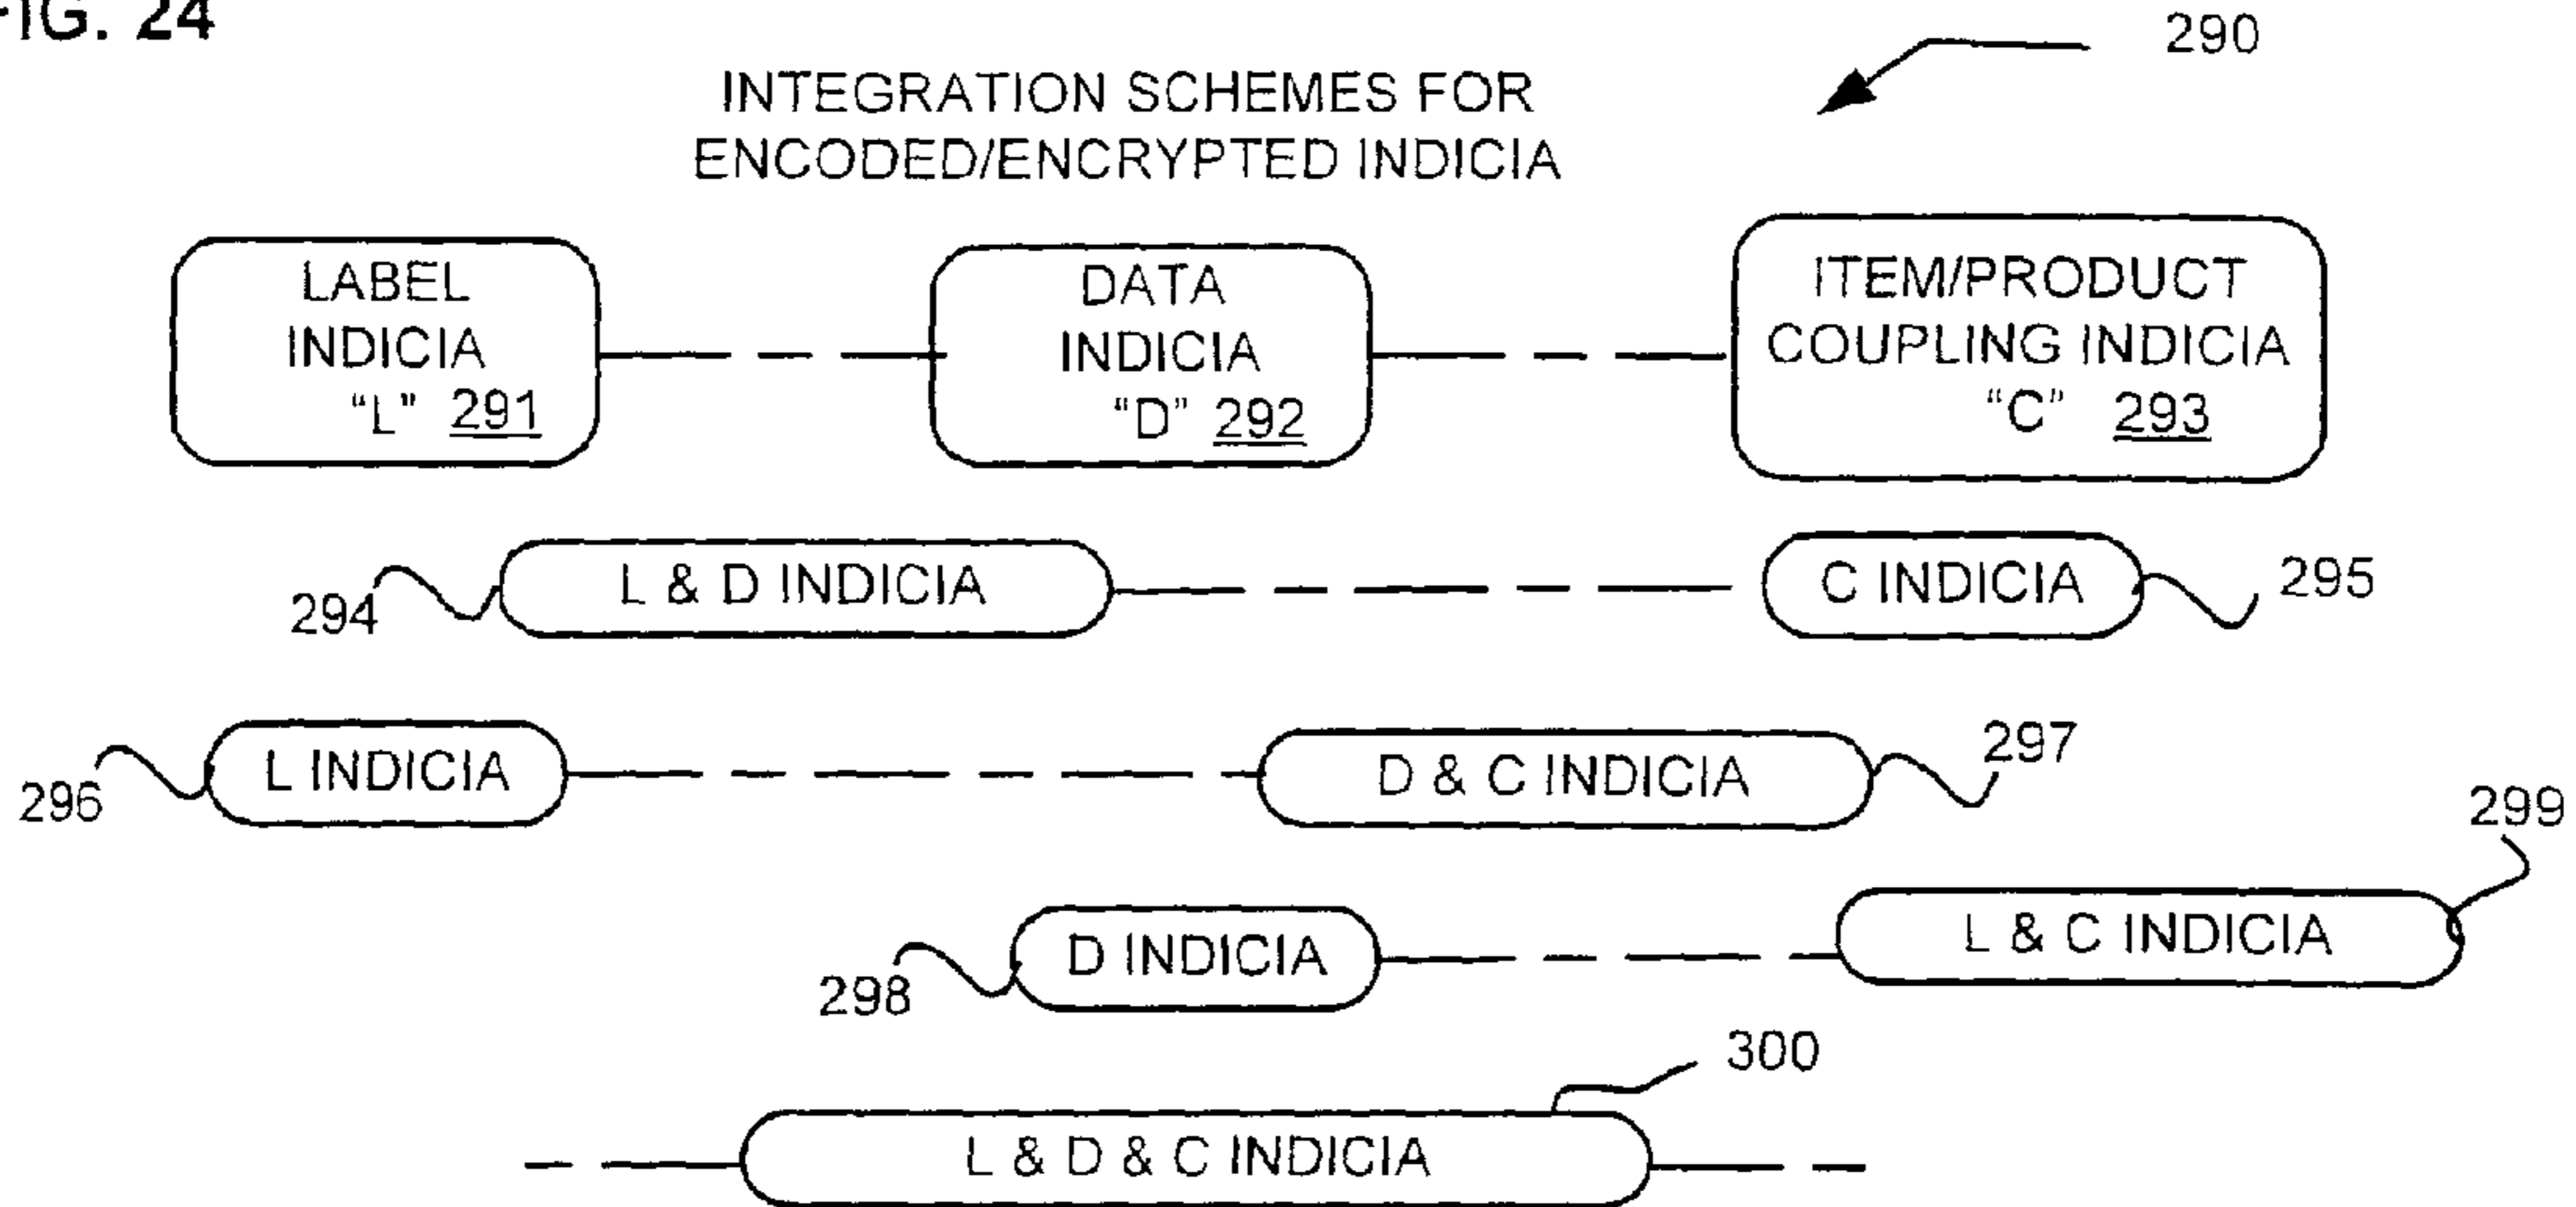 FIG. 24
290
INTEGRATION SCHEMES FOR
ENCODED/ENCRYPTED INDICIA
LABEL
INDICIA
“L” 291
DATA
INDICIA
“D” 292
ITEM/PRODUCT
COUPLING INDICIA
“C” 293
294
L & D INDICIA
C INDICIA
295
296
L INDICIA
D & C INDICIA
297
298
D INDICIA
L & C INDICIA
299
300
L & D & C INDICIA